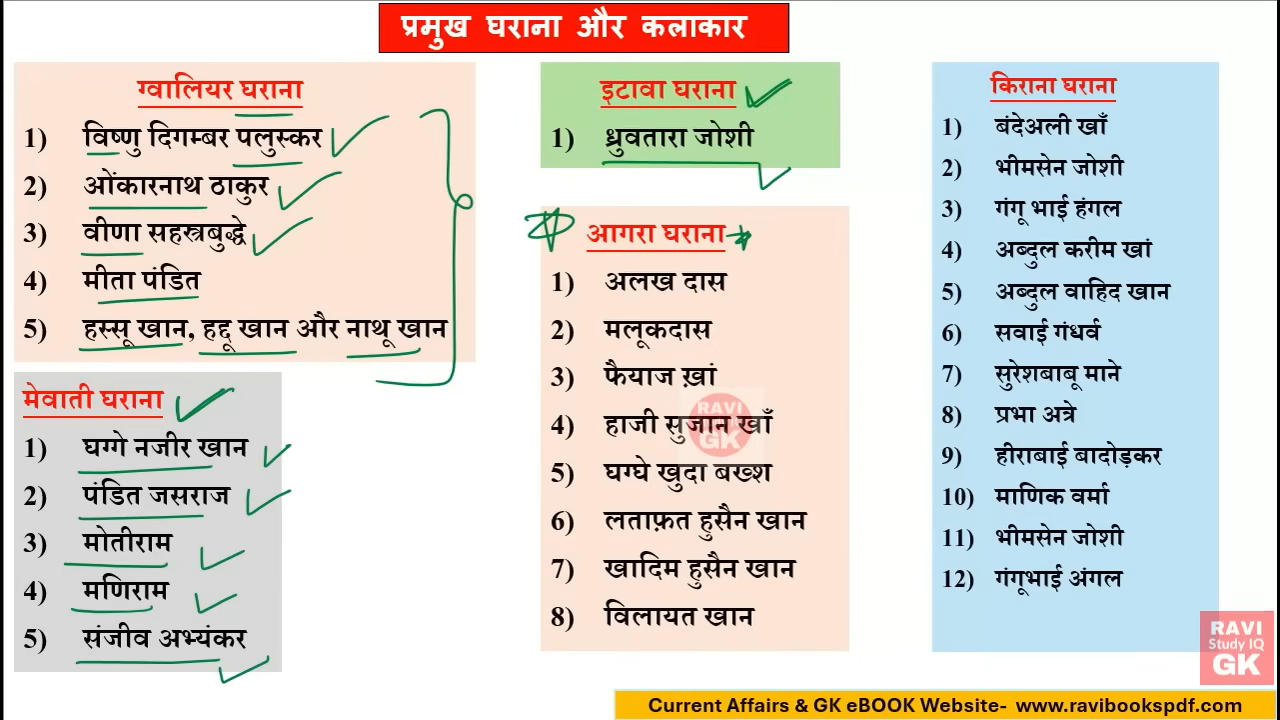 प्रमुख घराना और कलाकार
ग्वालियर घराना
1) विष्णु दिगम्बर पलुस्कर
2) ओंकारनाथ ठाकुर
3) वीणा सहस्त्रबुद्धे
4) मीता पंडित
5) हस्सू खान, हद्दू खान और नाथू खान
मेवाती घराना
1) घग्गे नजीर खान
2) पंडित जसराज
3) मोतीराम
4) मणिराम
5) संजीव अभ्यंकर
इटावा घराना
1) ध्रुवतारा जोशी
आगरा घराना
1) अलख दास
2) मलूकदास
3) फैयाज ख़ां
4) हाजी सुजान खाँ
5) घग्घे खुदा बख्श
6) लताफ़त हुसैन खान
7) खादिम हुसैन खान
8) विलायत खान
RAVI
GK
किराना घराना
1) बंदेअली खाँ
2) भीमसेन जोशी
3) गंगू भाई हंगल
4) अब्दुल करीम खां
5) अब्दुल वाहिद खान
6) सवाई गंधर्व
7) सुरेशबाबू माने
8) प्रभा अत्रे
9) हीराबाई बादोड़कर
10) माणिक वर्मा
11) भीमसेन जोशी
12) गंगूभाई अंगल
RAVI
Study IQ
GK
Current Affairs & GK eBOOK Website- www.ravibookspdf.com